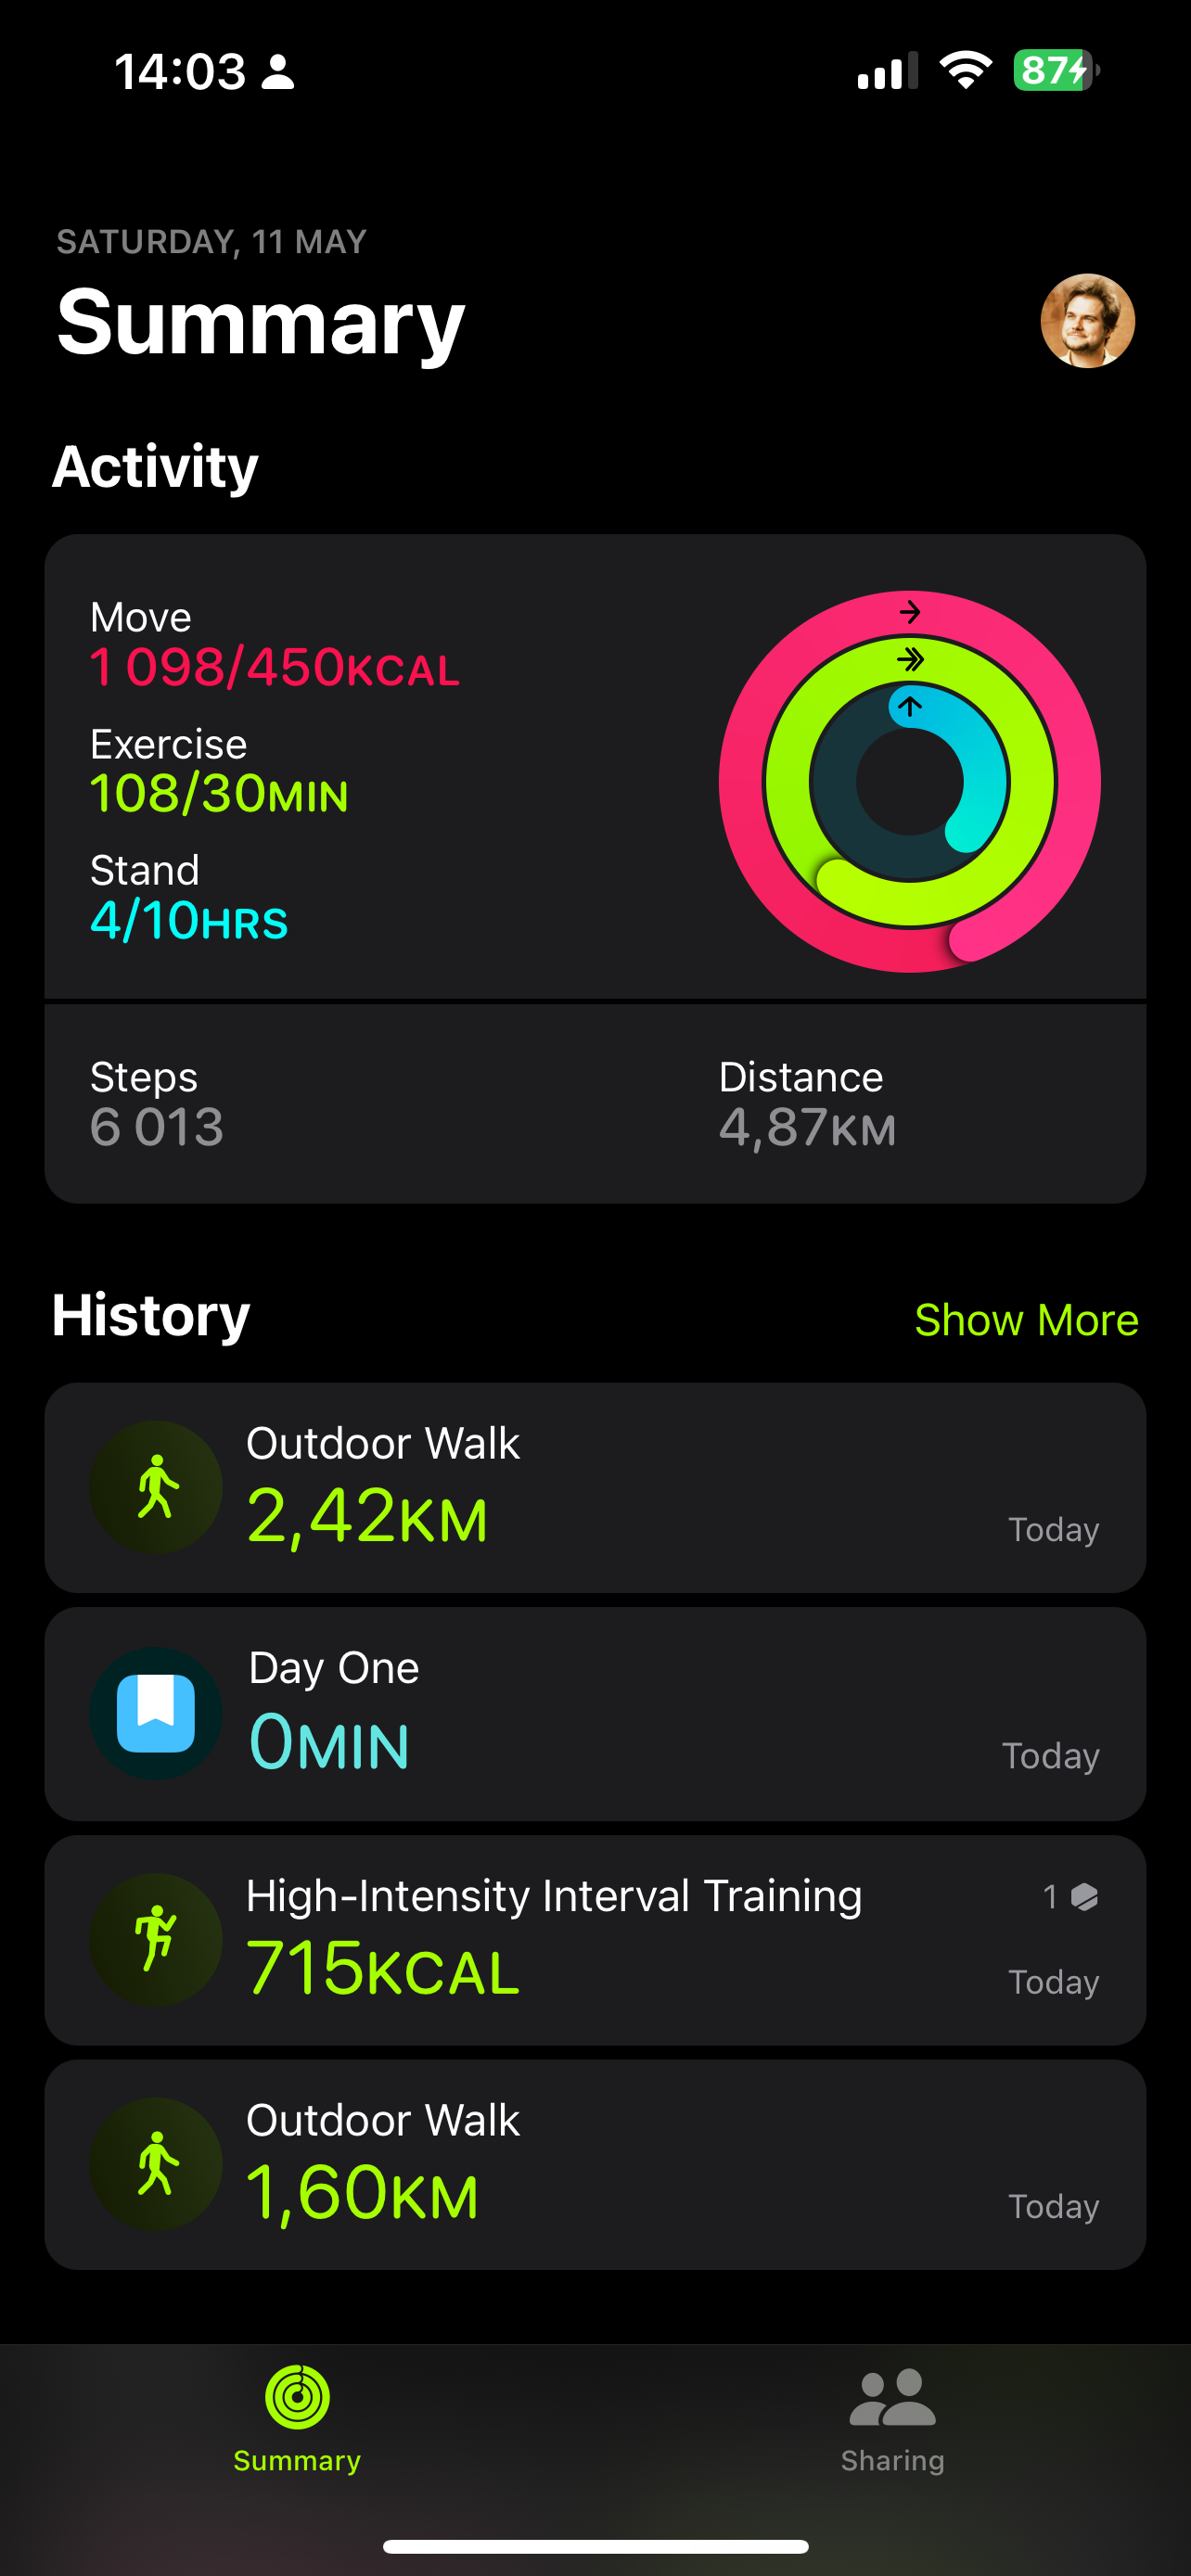 14:03
87
SATURDAY, 11 MAY
Summary
Activity
Move
1 098/450KCAL
Exercise
108/30MIN
Stand
4/10HRS
Steps
6 013
Distance
4,87KM
History
Show More
Outdoor Walk
2,42KM
Today
Day One
0MIN
Today
High-Intensity Interval Training
1
715KCAL
Today
Outdoor Walk
1,60KM
Today
Summary
Sharing